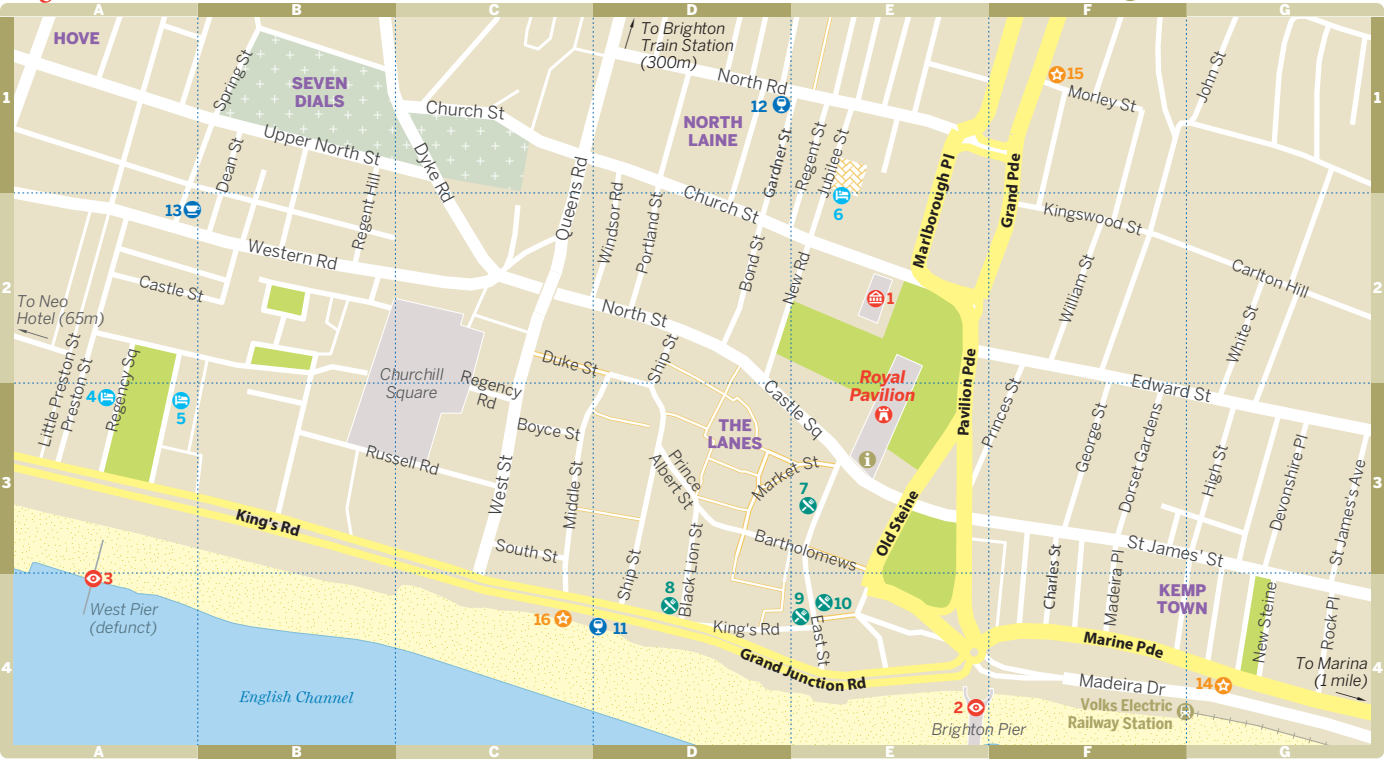 A
B
C
D
E
F
G
HOVE
To Brighton
Train Station
(300m)
Spring St
SEVEN
DIALS
Church St
North Rd
15
Morley St
John St
1
1
12
NORTH
LAINE
Upper North St
Dean St
Dyke Rd
Gardner St
Regent St
Jubilee St
Marlborough Pl
Grand Pde
Queens Rd
Windsor Rd
Portland St
Church St
6
Kingswood St
13
Regent Hill
Western Rd
Bond St
New Rd
William St
Carlton Hill
2
2
Castle St
To Neo
Hotel (65m)
North St
1
White St
Little Preston St
Preston St
Regency Sq
4
5
Churchill
Square
Duke St
Ship St
Regency
Rd
Castle Sq
Royal
Pavilion
Pavilion Pde
Princes St
Edward St
THE
LANES
Boyce St
Russell Rd
Prince
Albert St
Market St
i
George St
Dorset Gardens
High St
Devonshire Pl
St James's Ave
3
3
West St
Middle St
7
Old Steine
King's Rd
South St
Bartholomews
St James' St
3
West Pier
(defunct)
Ship St
Black Lion St
8
9
10
Charles St
Madeira Pl
KEMP
TOWN
New Steine
Rock Pl
16
11
King's Rd
East St
Marine Pde
4
4
Grand Junction Rd
To Marina
(1 mile)
English Channel
Madeira Dr
14
2
Volks Electric
Railway Station
Brighton Pier
A
B
C
D
E
F
G